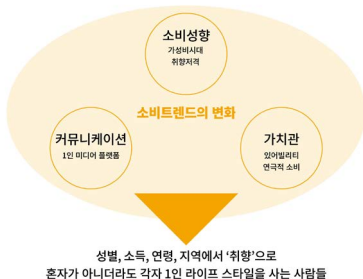 소비성향
가성비시대
취향저격
소비트렌드의 변화
커뮤니케이션
1인 미디어 플랫폼
가치관
있어빌리티
연극적 소비
성별, 소득, 연령, 지역에서 '취향'으로
혼자가 아니더라도 각자 1인 라이프 스타일을 사는 사람들